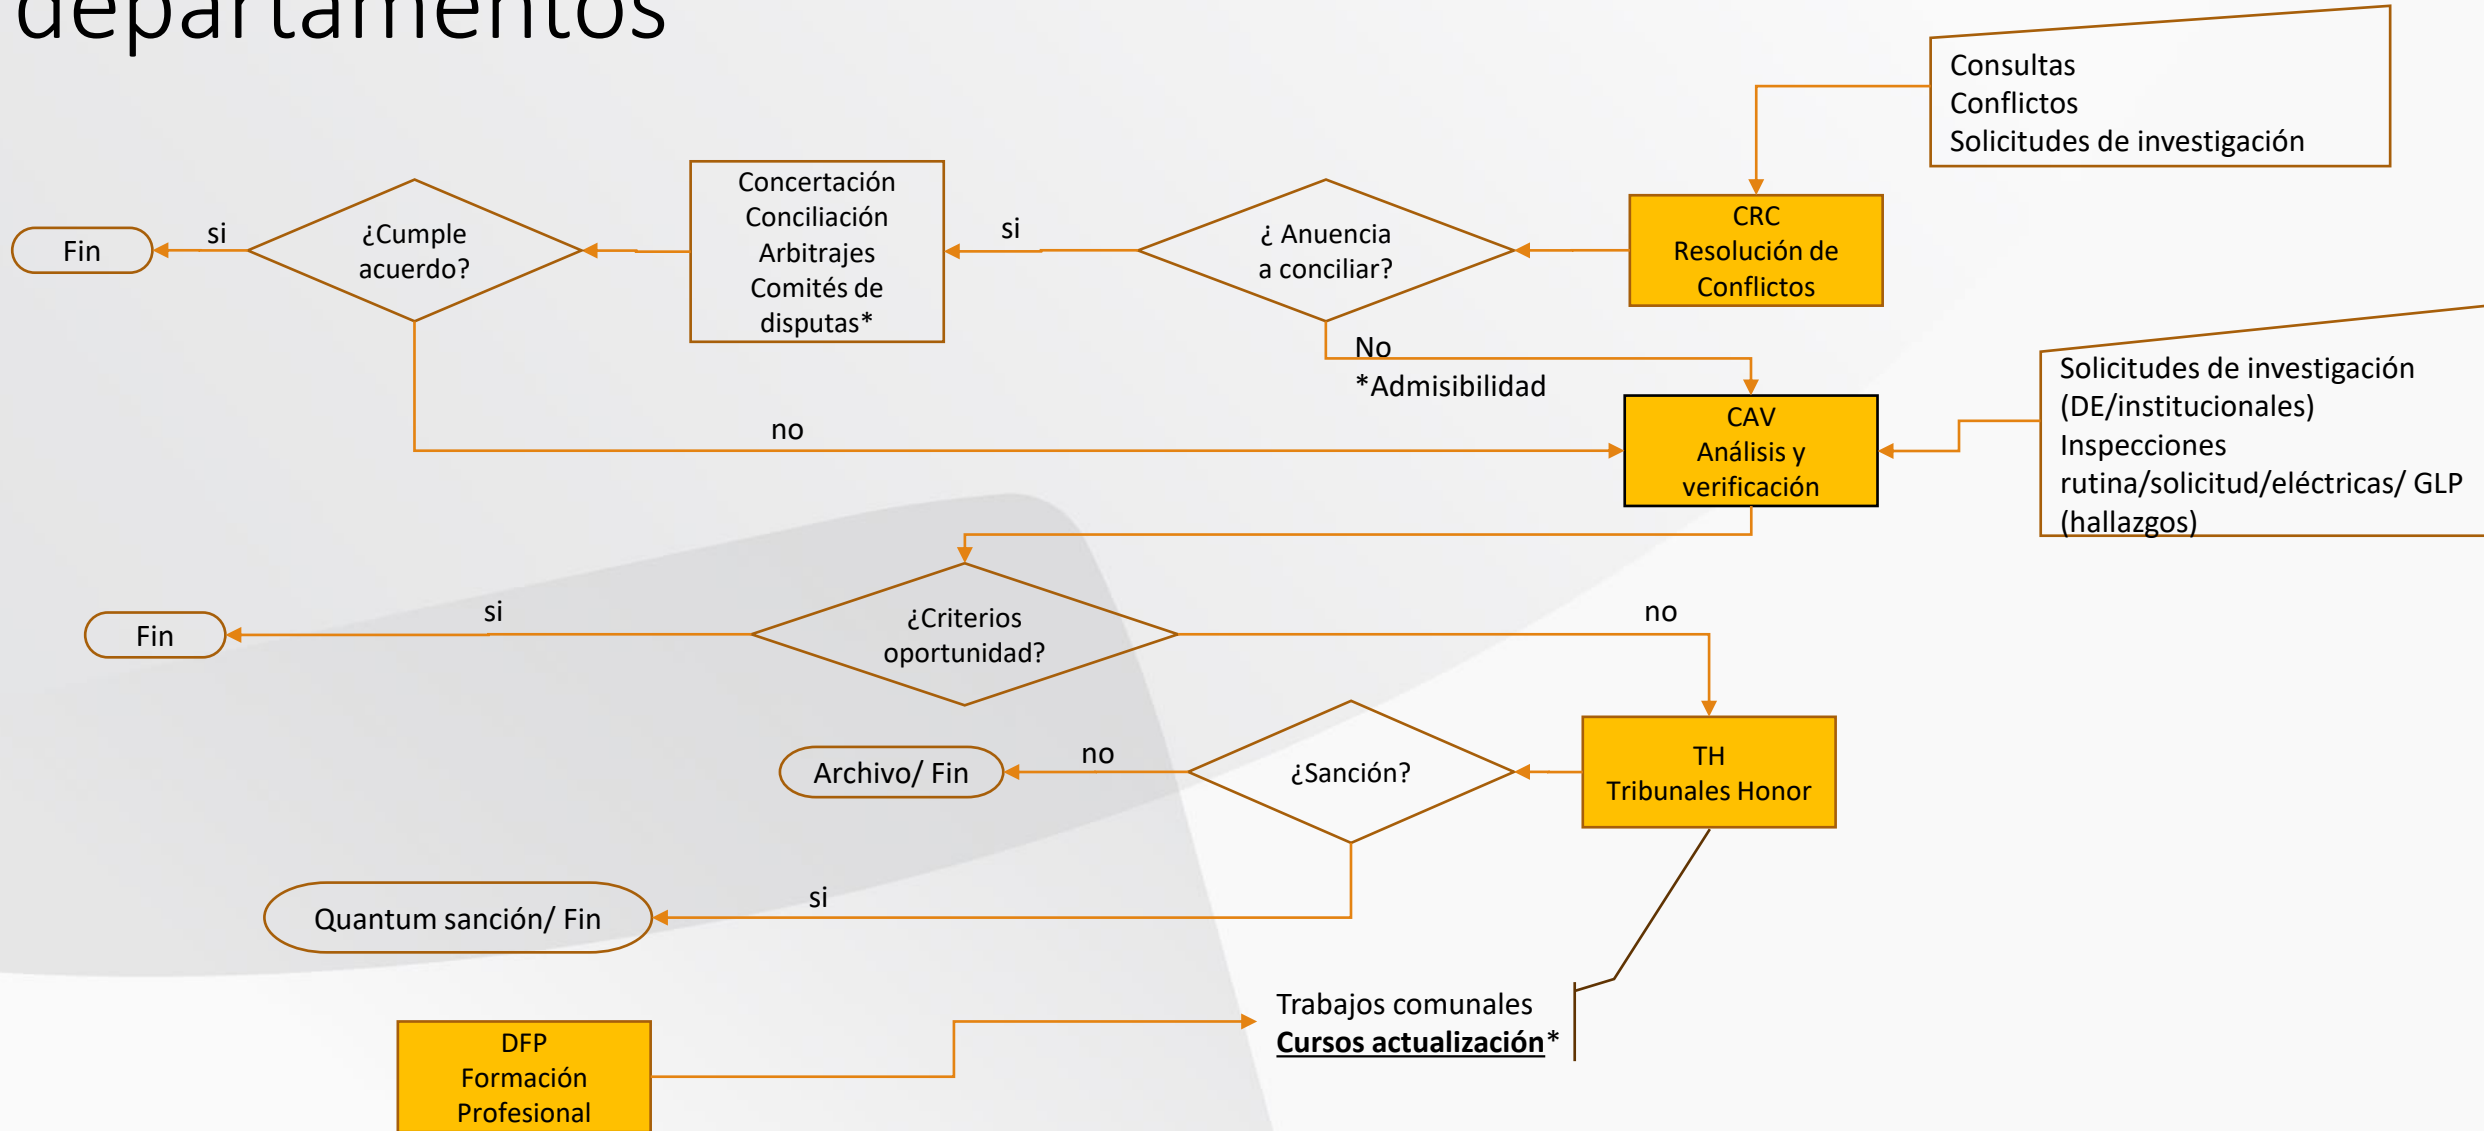 departamentos
Consultas
Conflictos
Solicitudes de investigación
CRC
Resolución de
Conflictos
¿ Anuencia
a conciliar?
si
Concertación
Conciliación
Arbitrajes
Comités de
disputas*
¿Cumple
acuerdo?
si
Fin
No
*Admisibilidad
no
CAV
Análisis y
verificación
Solicitudes de investigación
(DE/institucionales)
Inspecciones
rutina/solicitud/eléctricas/ GLP
(hallazgos)
¿Criterios
oportunidad?
si
Fin
no
TH
Tribunales Honor
¿Sanción?
no
Archivo/ Fin
si
Quantum sanción/ Fin
Trabajos comunales
Cursos actualización*
DFP
Formación
Profesional